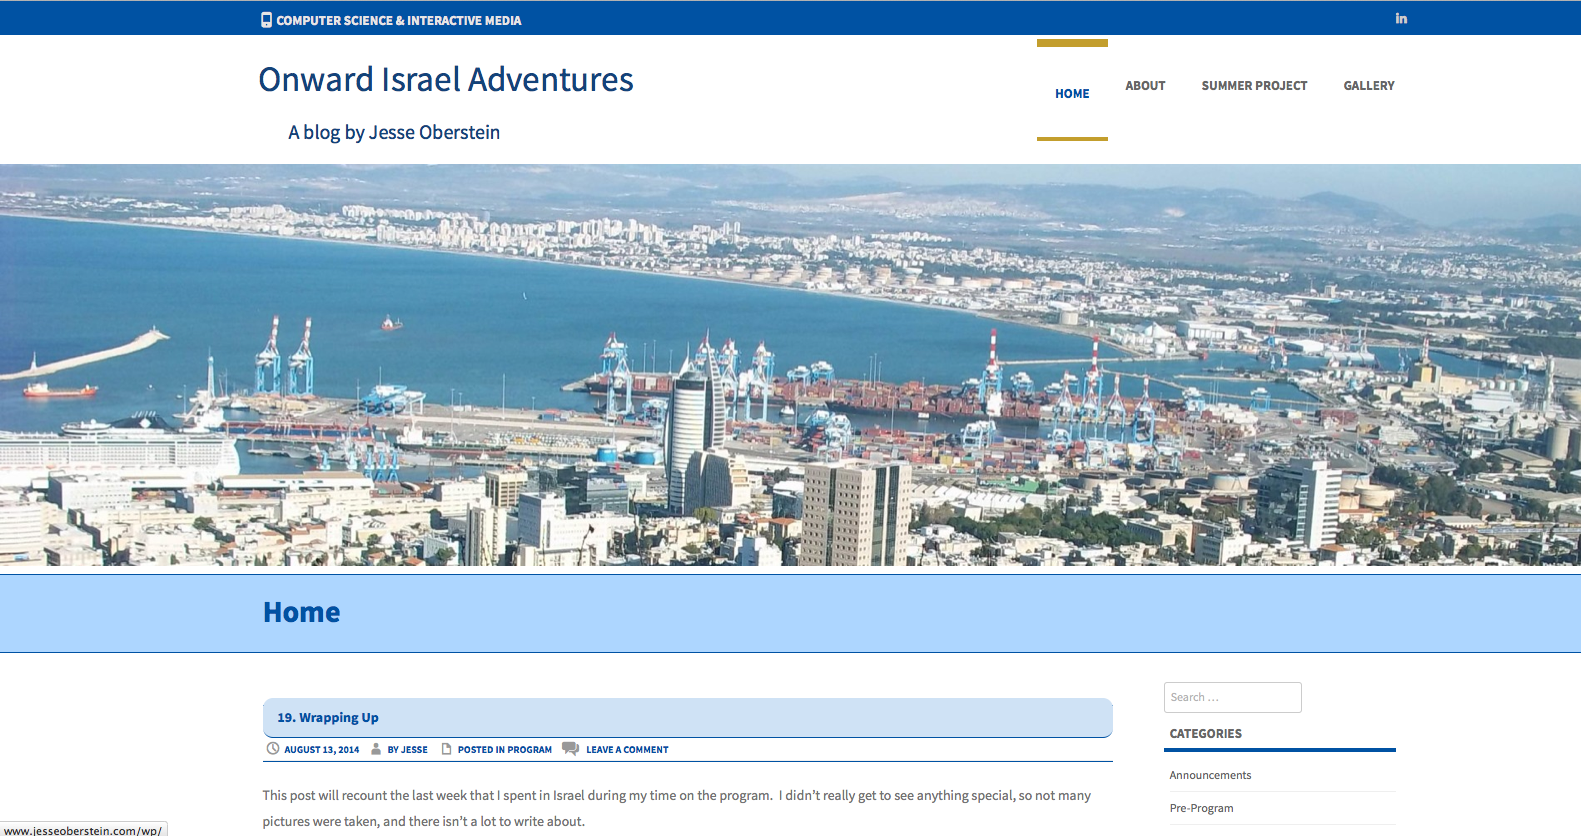 COMPUTER SCIENCE & INTERACTIVE MEDIA
in
Onward Israel Adventures
A blog by Jesse Oberstein
HOME
ABOUT
SUMMER PROJECT
GALLERY
Home
19. Wrapping Up
AUGUST 13, 2014 BY JESSE POSTED IN PROGRAM LEAVE A COMMENT
This post will recount the last week that I spent in Israel during my time on the program.  I didn’t really get to see anything special, so not many
pictures were taken, and there isn’t a lot to write about.
Search …
CATEGORIES
Announcements
Pre-Program
www.jesseoberstein.com/wp/